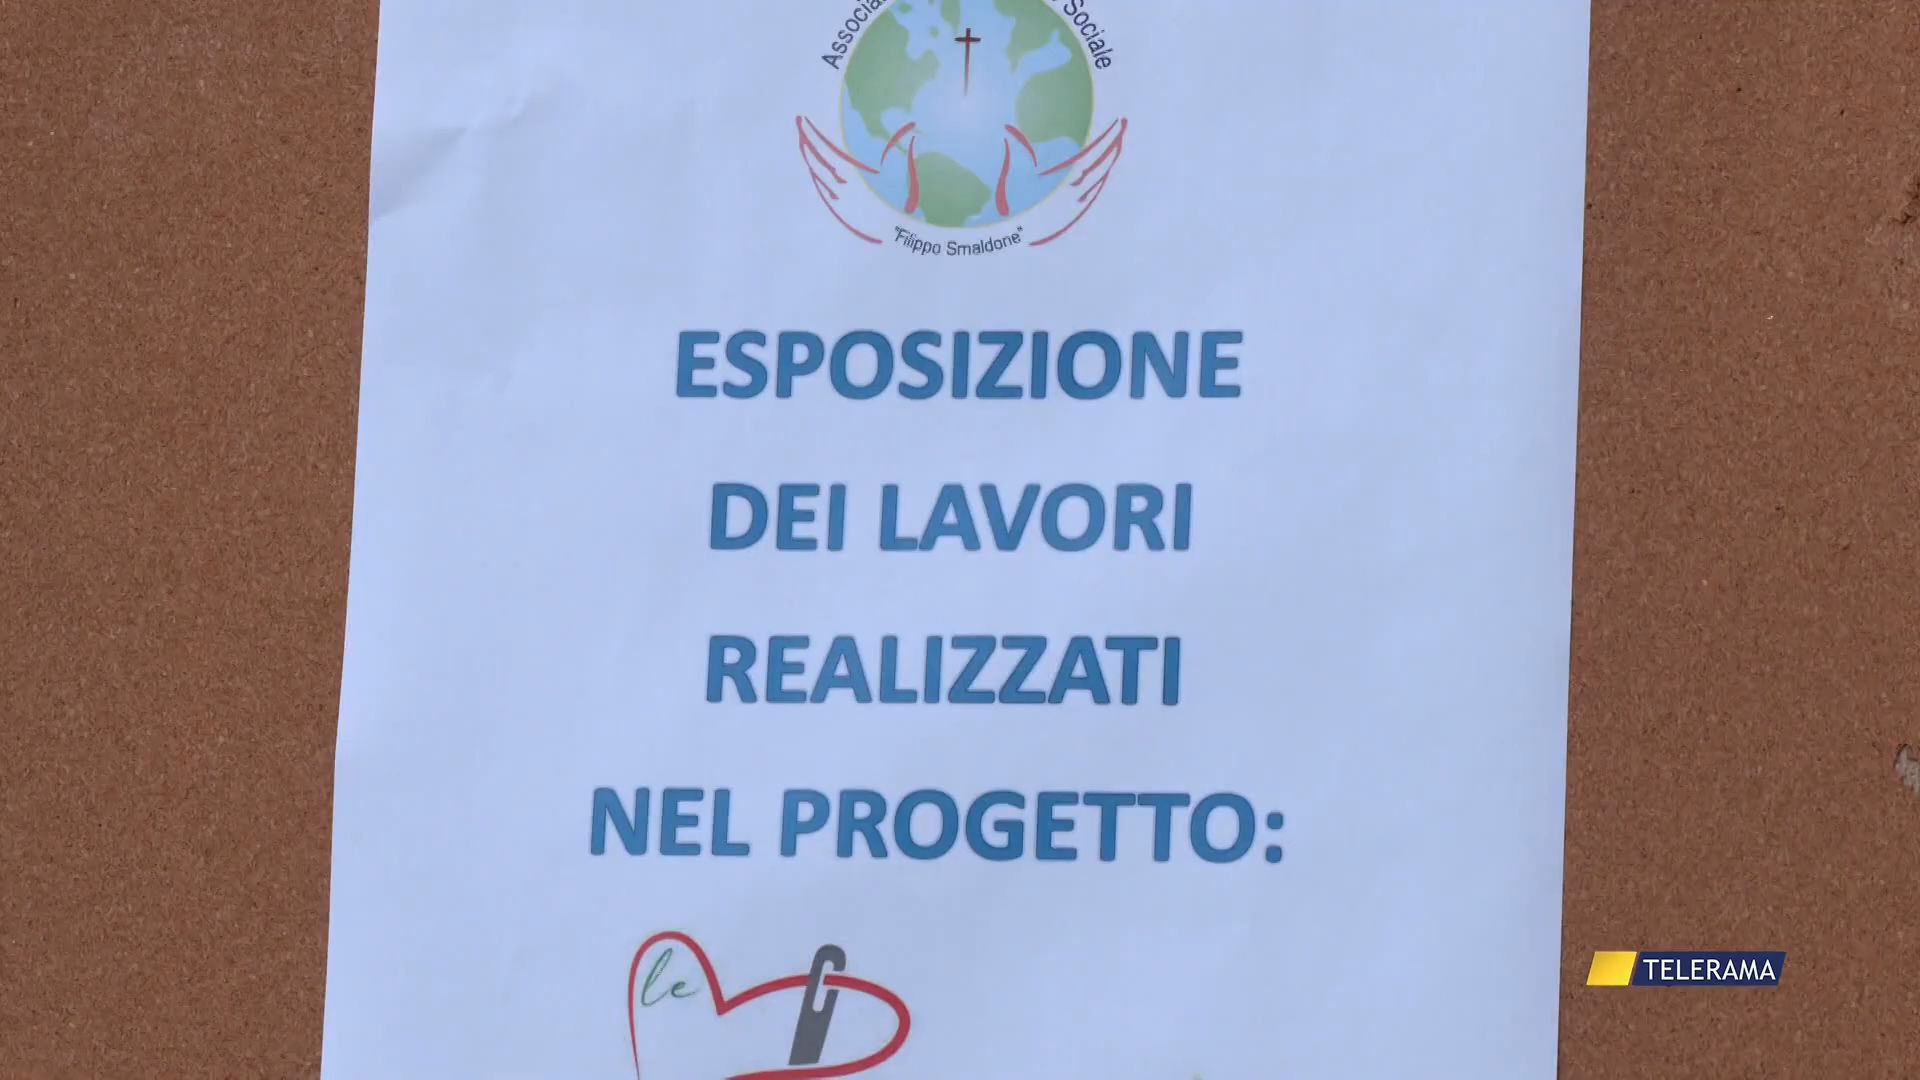 Sociale
"Filippo Smaldone"
ESPOSIZIONE
DEI LAVORI
REALIZZATI
NEL PROGETTO:
le
TELERAMA